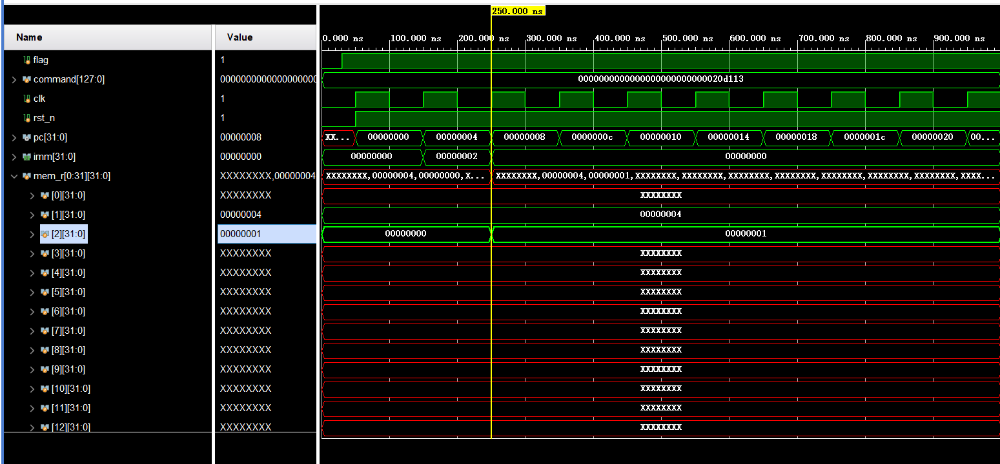 250.000 ns
Name Value 0.000 ns 100.000 ns 200.000 ns 300.000 ns 400.000 ns 500.000 ns 600.000 ns 700.000 ns 800.000 ns 900.000 ns
flag 1
command[127:0] 000000000000000000 0000000000000000000000000020d113
clk 1
rst_n 1
pc[31:0] 00000008 XX... 00000000 00000004 00000008 0000000c 00000010 00000014 00000018 0000001c 00000020 00...
imm[31:0] 00000000 00000000 00000002 00000000
mem_r[0:31][31:0] XXXXXXXX,00000004 XXXXXXXX,00000004,00000000,X... XXXXXXXX,00000004,00000001,XXXXXXXX,XXXXXXXX,XXXXXXXX,XXXXXXXX,XXXXXXXX,XXXXXXXX,XXXXXXXX,XXXX...
[0][31:0] XXXXXXXX XXXXXXXX
[1][31:0] 00000004 00000004
[2][31:0] 00000001 00000000 00000001
[3][31:0] XXXXXXXX XXXXXXXX
[4][31:0] XXXXXXXX XXXXXXXX
[5][31:0] XXXXXXXX XXXXXXXX
[6][31:0] XXXXXXXX XXXXXXXX
[7][31:0] XXXXXXXX XXXXXXXX
[8][31:0] XXXXXXXX XXXXXXXX
[9][31:0] XXXXXXXX XXXXXXXX
[10][31:0] XXXXXXXX XXXXXXXX
[11][31:0] XXXXXXXX XXXXXXXX
[12][31:0] XXXXXXXX XXXXXXXX